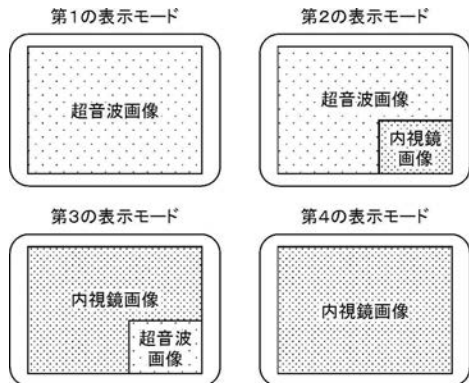 第1の表示モード
超音波画像
第2の表示モード
超音波画像
内視鏡
画像
第3の表示モード
内視鏡画像
超音波
画像
第4の表示モード
内視鏡画像